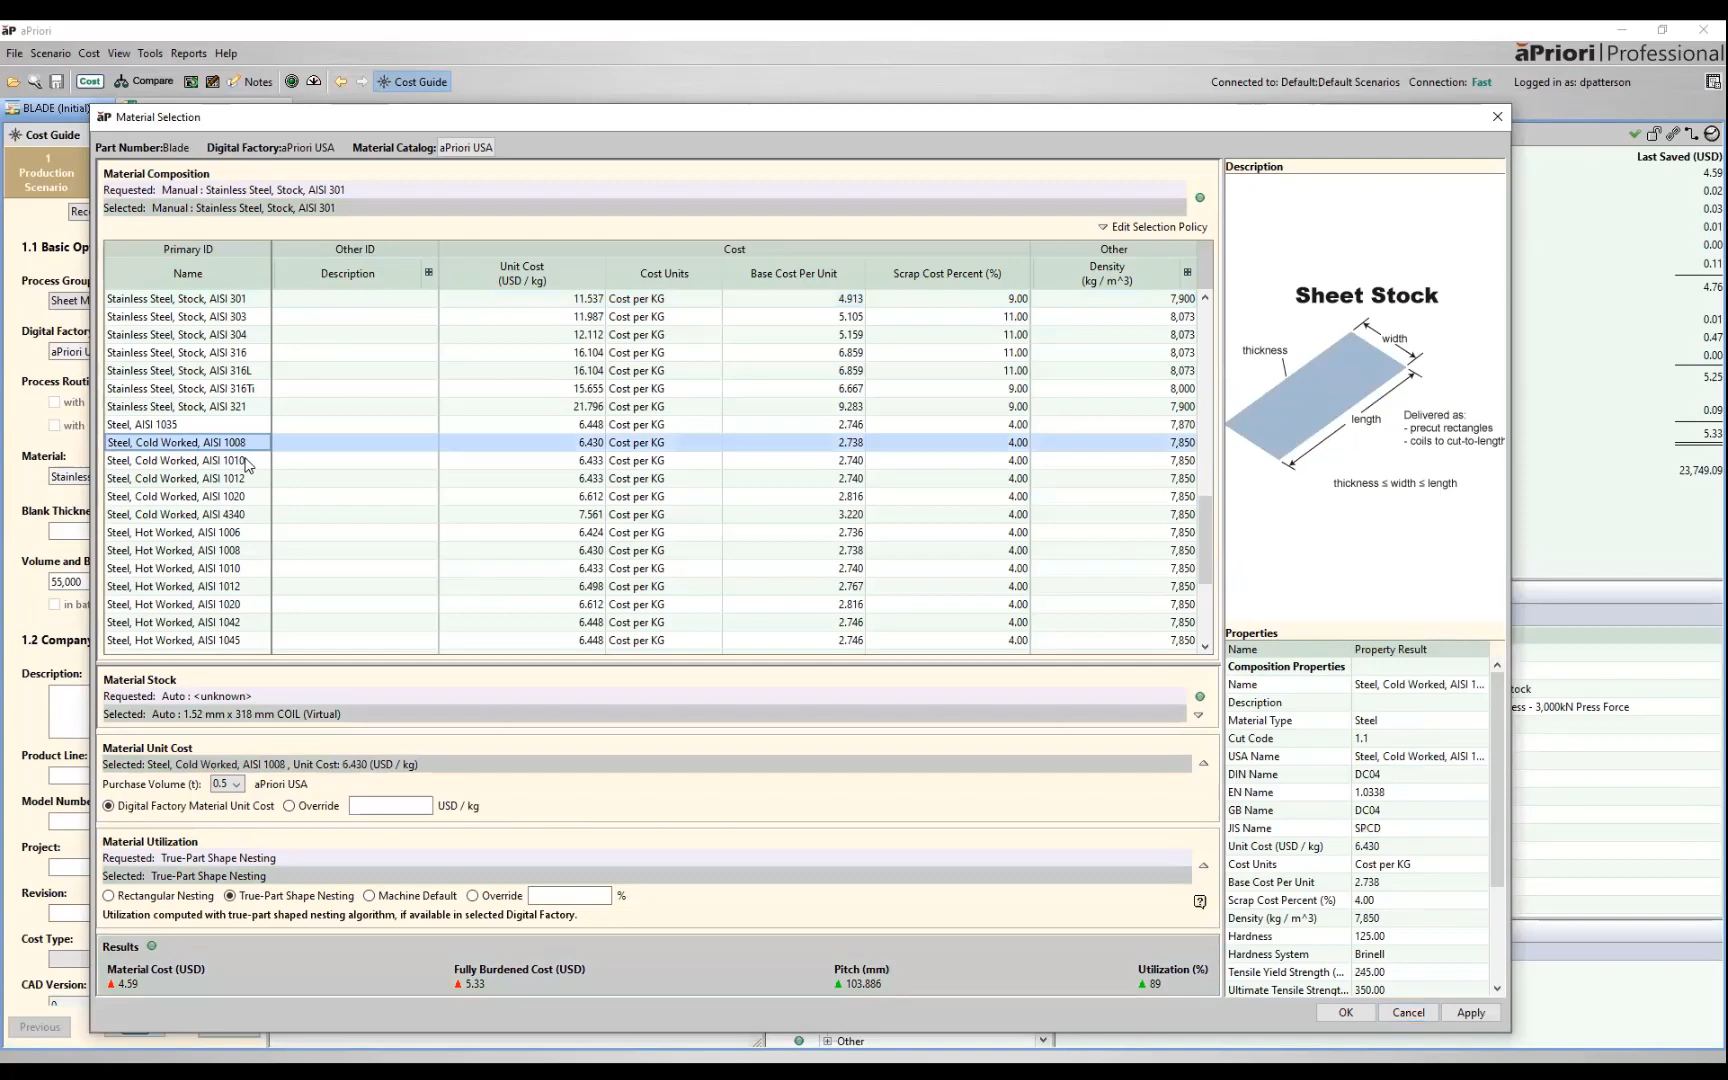 aP aPriori
File Scenario Cost View Tools Reports Help
aPriori | Professional
Cost Compare Notes Cost Guide
Connected to: Default:Default Scenarios Connection: Fast Logged in as: dpatterson
BLADE (Initial)
aP Material Selection
Cost Guide
1
Production
Scenario
Part Number:Blade Digital Factory:aPriori USA Material Catalog: aPriori USA
Material Composition
Requested: Manual : Stainless Steel, Stock, AISI 301
Selected: Manual : Stainless Steel, Stock, AISI 301
Edit Selection Policy
Primary ID Other ID Cost Other
Name Description Unit Cost (USD / kg) Cost Units Base Cost Per Unit Scrap Cost Percent (%) Density (kg / m^3)
Stainless Steel, Stock, AISI 301 11.537 Cost per KG 4.913 9.00 7,900
Stainless Steel, Stock, AISI 303 11.987 Cost per KG 5.105 11.00 8,073
Stainless Steel, Stock, AISI 304 12.112 Cost per KG 5.159 11.00 8,073
Stainless Steel, Stock, AISI 316 16.104 Cost per KG 6.859 11.00 8,073
Stainless Steel, Stock, AISI 316L 16.104 Cost per KG 6.859 11.00 8,073
Stainless Steel, Stock, AISI 316Ti 15.655 Cost per KG 6.667 9.00 8,000
Stainless Steel, Stock, AISI 321 21.796 Cost per KG 9.283 9.00 7,900
Steel, AISI 1035 6.448 Cost per KG 2.746 4.00 7,870
Steel, Cold Worked, AISI 1008 6.430 Cost per KG 2.738 4.00 7,850
Steel, Cold Worked, AISI 1010 6.433 Cost per KG 2.740 4.00 7,850
Steel, Cold Worked, AISI 1012 6.433 Cost per KG 2.740 4.00 7,850
Steel, Cold Worked, AISI 1020 6.612 Cost per KG 2.816 4.00 7,850
Steel, Cold Worked, AISI 4340 7.561 Cost per KG 3.220 4.00 7,850
Steel, Hot Worked, AISI 1006 6.424 Cost per KG 2.736 4.00 7,850
Steel, Hot Worked, AISI 1008 6.430 Cost per KG 2.738 4.00 7,850
Steel, Hot Worked, AISI 1010 6.433 Cost per KG 2.740 4.00 7,850
Steel, Hot Worked, AISI 1012 6.498 Cost per KG 2.767 4.00 7,850
Steel, Hot Worked, AISI 1020 6.612 Cost per KG 2.816 4.00 7,850
Steel, Hot Worked, AISI 1042 6.448 Cost per KG 2.746 4.00 7,850
Steel, Hot Worked, AISI 1045 6.448 Cost per KG 2.746 4.00 7,850
Material Stock
Requested: Auto : <unknown>
Selected: Auto : 1.52 mm x 318 mm COIL (Virtual)
Material Unit Cost
Selected: Steel, Cold Worked, AISI 1008 , Unit Cost: 6.430 (USD / kg)
Purchase Volume (t): 0.5 aPriori USA
Digital Factory Material Unit Cost Override USD / kg
Material Utilization
Requested: True-Part Shape Nesting
Selected: True-Part Shape Nesting
Rectangular Nesting True-Part Shape Nesting Machine Default Override %
Utilization computed with true-part shaped nesting algorithm, if available in selected Digital Factory.
Results
Material Cost (USD) Fully Burdened Cost (USD) Pitch (mm) Utilization (%)
4.59 5.33 103.886 89
Description
Sheet Stock
width
thickness
length
Delivered as:
- precut rectangles
- coils to cut-to-length
thickness ≤ width ≤ length
Properties
Name Property Result
Composition Properties
Name Steel, Cold Worked, AISI 1...
Description
Material Type Steel
Cut Code 1.1
USA Name Steel, Cold Worked, AISI 1...
DIN Name DC04
EN Name 1.0338
GB Name DC04
JIS Name SPCD
Unit Cost (USD / kg) 6.430
Cost Units Cost per KG
Base Cost Per Unit 2.738
Scrap Cost Percent (%) 4.00
Density (kg / m^3) 7,850
Hardness 125.00
Hardness System Brinell
Tensile Yield Strength (... 245.00
Ultimate Tensile Strengt... 350.00
OK Cancel Apply
Rec
1.1 Basic Op
Process Group
Sheet M
Digital Factory
aPriori U
Process Routi
with
with
Material:
Stainless
Blank Thickne
Volume and B
55,000
in bat
1.2 Company
Description:
Product Line:
Model Numbe
Project:
Revision:
Cost Type:
CAD Version:
0
Previous
Last Saved (USD)
4.59
0.02
0.03
0.01
0.00
0.11
4.76
0.01
0.47
0.00
5.25
0.09
5.33
23,749.09
tock
ess - 3,000kN Press Force
Other